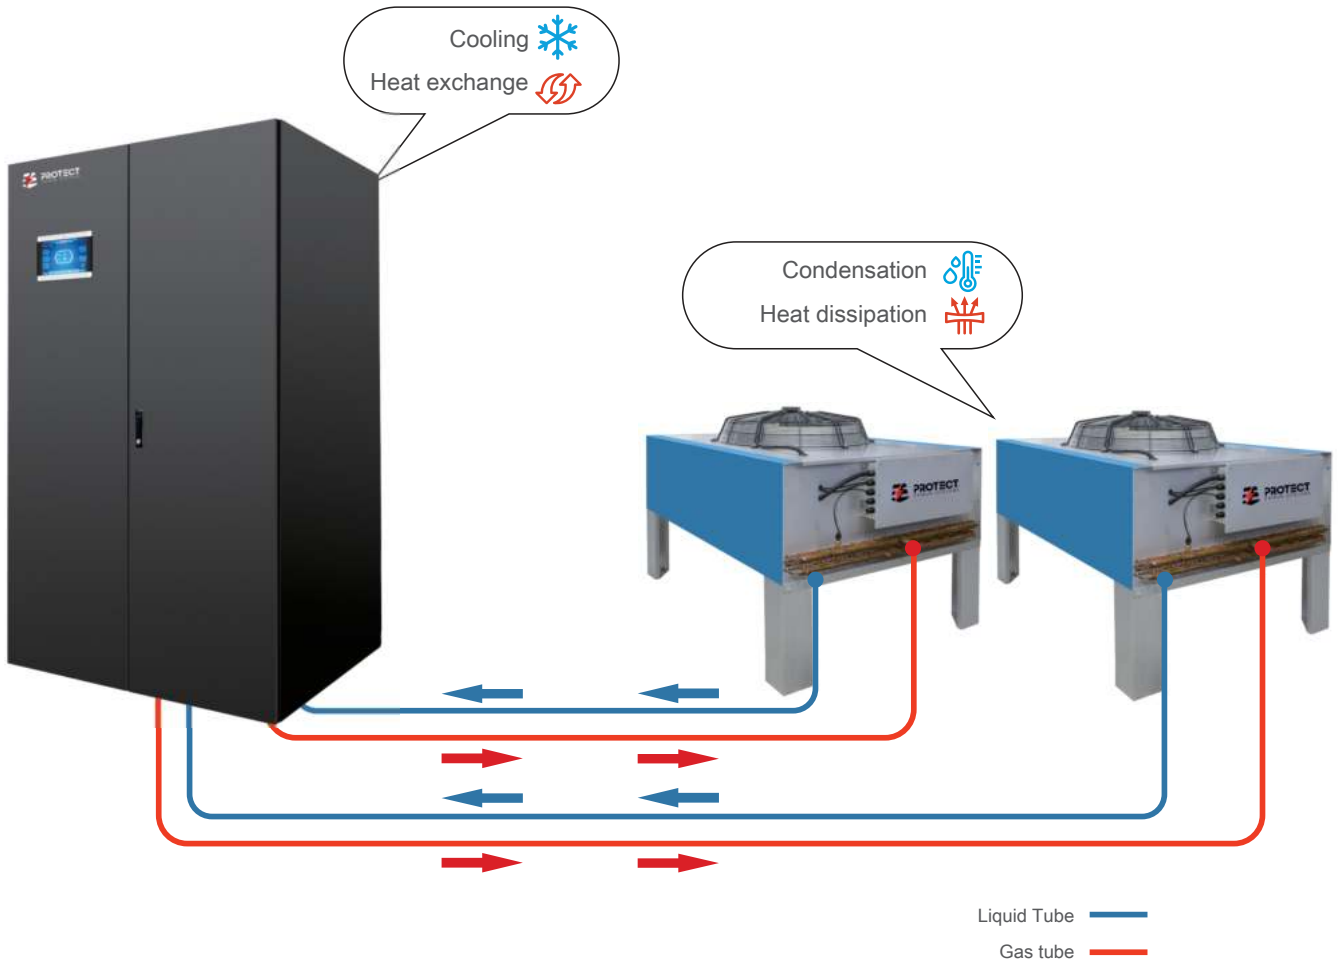 Cooling
Heat exchange
PROTECT
Condensation
Heat dissipation
PROTECT
PROTECT
Liquid Tube
Gas tube